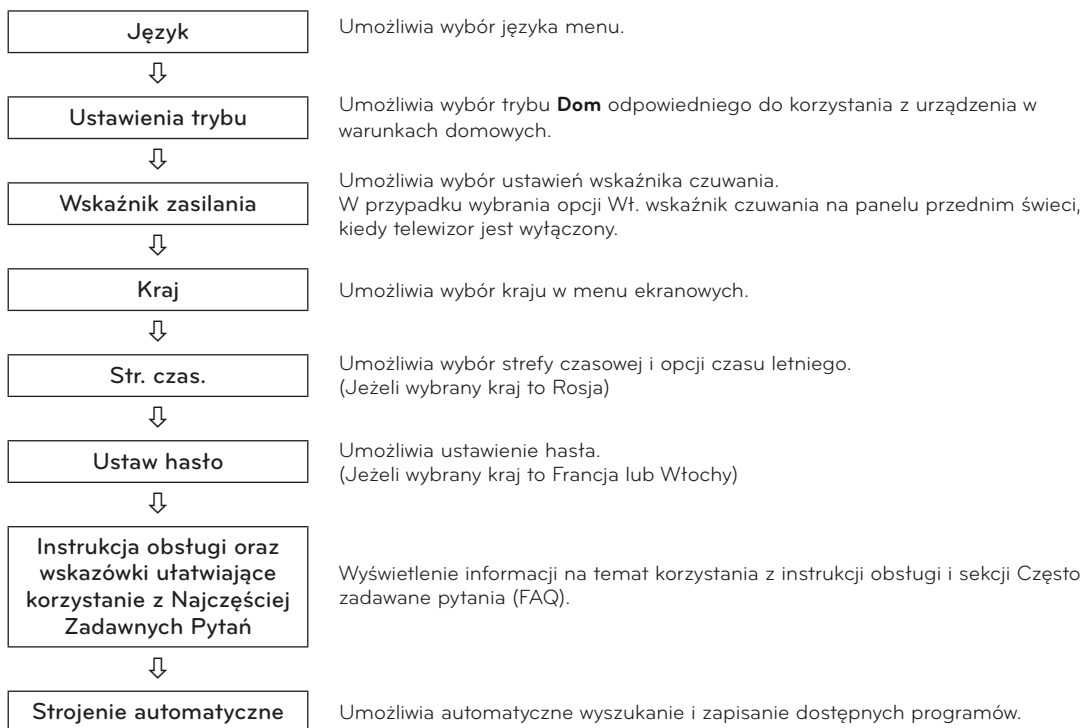 Język
Umożliwia wybór języka menu.
Ustawienia trybu
Umożliwia wybór trybu Dom odpowiedniego do korzystania z urządzenia w
warunkach domowych.
Wskaźnik zasilania
Umożliwia wybór ustawień wskaźnika czuwania.
W przypadku wybrania opcji Wł. wskaźnik czuwania na panelu przednim świeci,
kiedy telewizor jest wyłączony.
Kraj
Umożliwia wybór kraju w menu ekranowych.
Str. czas.
Umożliwia wybór strefy czasowej i opcji czasu letniego.
(Jeżeli wybrany kraj to Rosja)
Ustaw hasło
Umożliwia ustawienie hasła.
(Jeżeli wybrany kraj to Francja lub Włochy)
Instrukcja obsługi oraz
wskazówki ułatwiające
korzystanie z Najczęściej
Zadawnych Pytań
Wyświetlenie informacji na temat korzystania z instrukcji obsługi i sekcji Często
zadawane pytania (FAQ).
Strojenie automatyczne
Umożliwia automatyczne wyszukanie i zapisanie dostępnych programów.